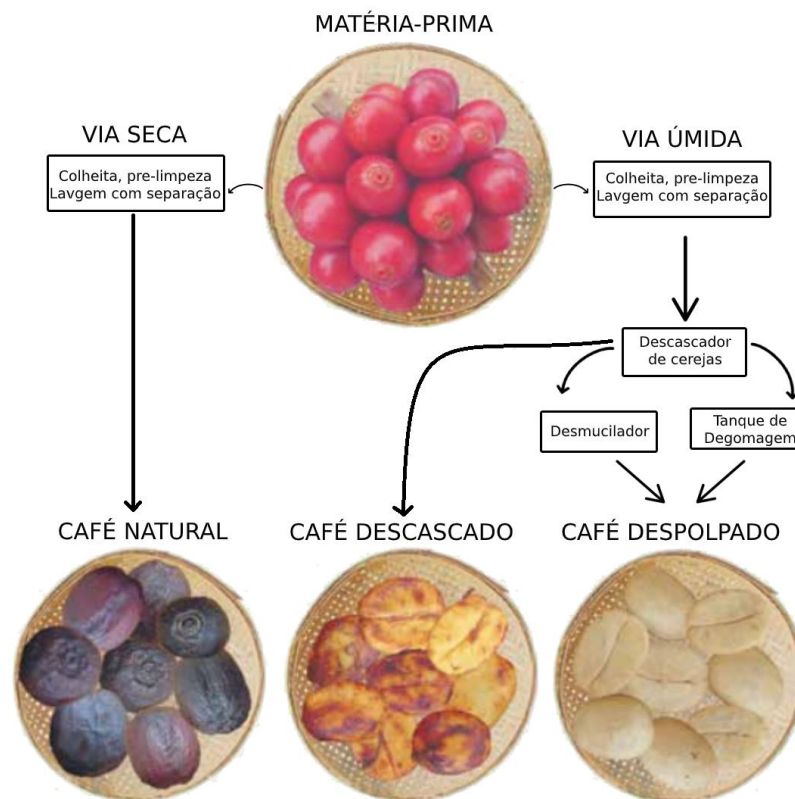 MATÉRIA-PRIMA
VIA SECA
Colheita, pre-limpeza
Lavgem com separação
VIA ÚMIDA
Colheita, pre-limpeza
Lavgem com separação
Descascador
de cerejas
Desmucilador
Tanque de
Degomagem
CAFÉ NATURAL
CAFÉ DESCASCADO
CAFÉ DESPOLPADO